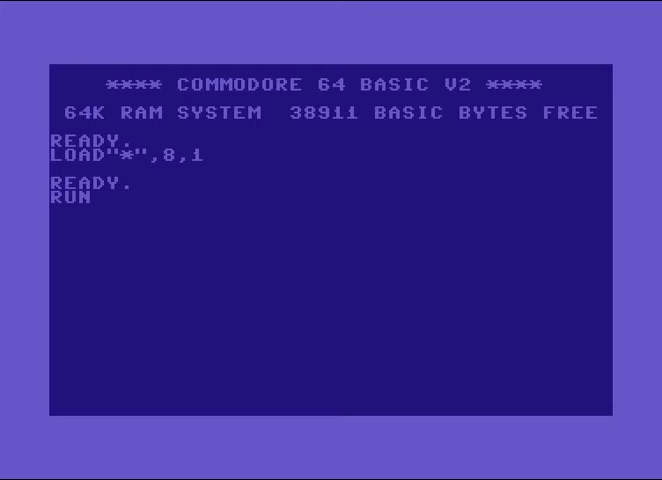 **** COMMODORE 64 BASIC V2 ****
64K RAM SYSTEM  38911 BASIC BYTES FREE
READY.
LOAD"*",8,1
READY.
RUN